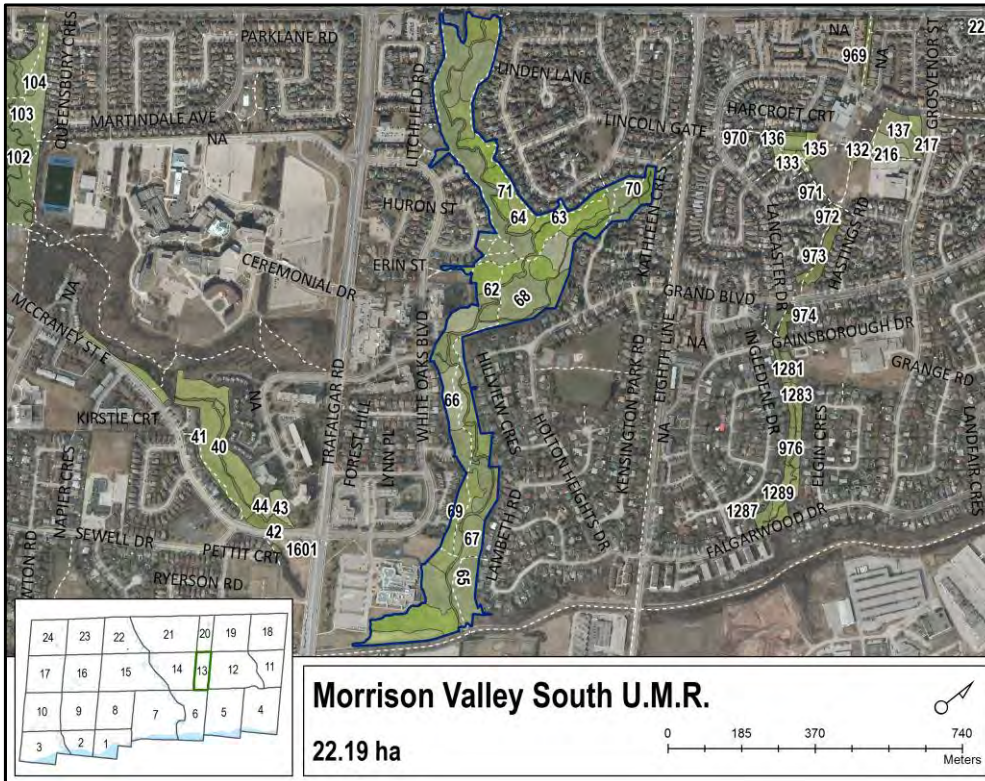 PARKLANE RD
NA
969
NA
22
104
QUEENSBURY CRES
LITCHFIELD RD
LINDEN LANE
GROSVENOR ST
103
MARTINDALE AVE
NA
LINCOLN GATE
HARCROFT CRT
137
970
136
135
132
216
217
102
133
71
70
KATHLEEN CRES
971
HURON ST
64
63
972
LANCASTER DR
HASTINGS RD
973
CEREMONIAL DR
ERIN ST
62
68
GRAND BLVD
NA
MCCRANEY ST E
974
GAINSBOROUGH DR
EIGHTH LINE
NA
INGLEDENE DR
1281
GRANGE RD
WHITE OAKS BLVD
HILLVIEW CRES
KENSINGTON PARK RD
1283
KIRSTIE CRT
NA
66
41
40
TRAFALGAR RD
FOREST HILL
LYNN PL
HOLTON HEIGHTS DR
NA
976
ELGIN CRES
LANDFAIR CRES
NAPIER CRES
44
43
69
1289
1287
42
67
FALGARWOOD DR
SEWELL DR
PETTIT CRT
1601
LAMBETH RD
WTON RD
RYERSON RD
65
24
23
22
21
20
19
18
17
16
15
14
13
12
11
10
9
8
7
6
5
4
3
2
1
Morrison Valley South U.M.R.
22.19 ha
0
185
370
740
Meters